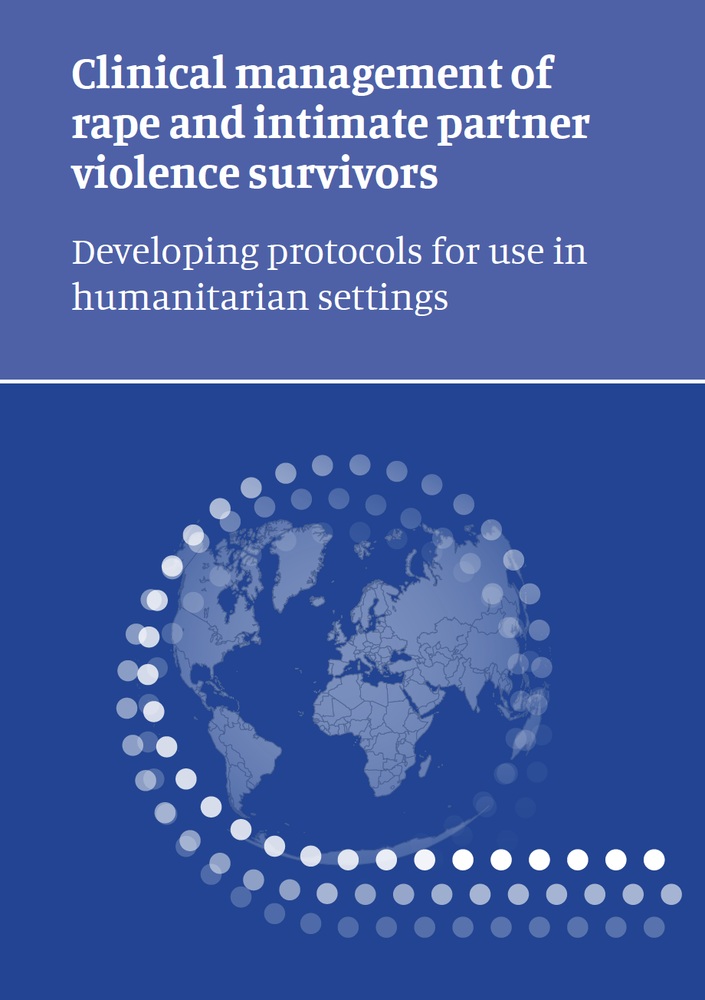 Clinical management of
rape and intimate partner
violence survivors
Developing protocols for use in
humanitarian settings